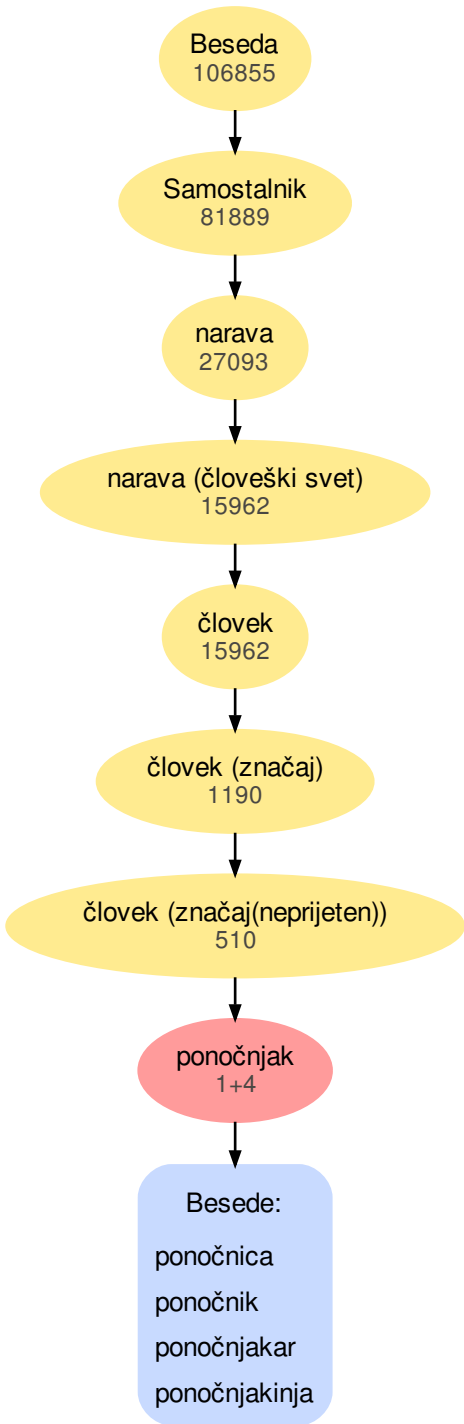 Beseda
106855
Samostalnik
81889
narava
27093
narava (človeški svet)
15962
človek
15962
človek (značaj)
1190
človek (značaj(neprijeten))
510
ponočnjak
1+4
Besede:
ponočnica
ponočnik
ponočnjakar
ponočnjakinja